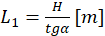 L₁ = H/tgα [m]